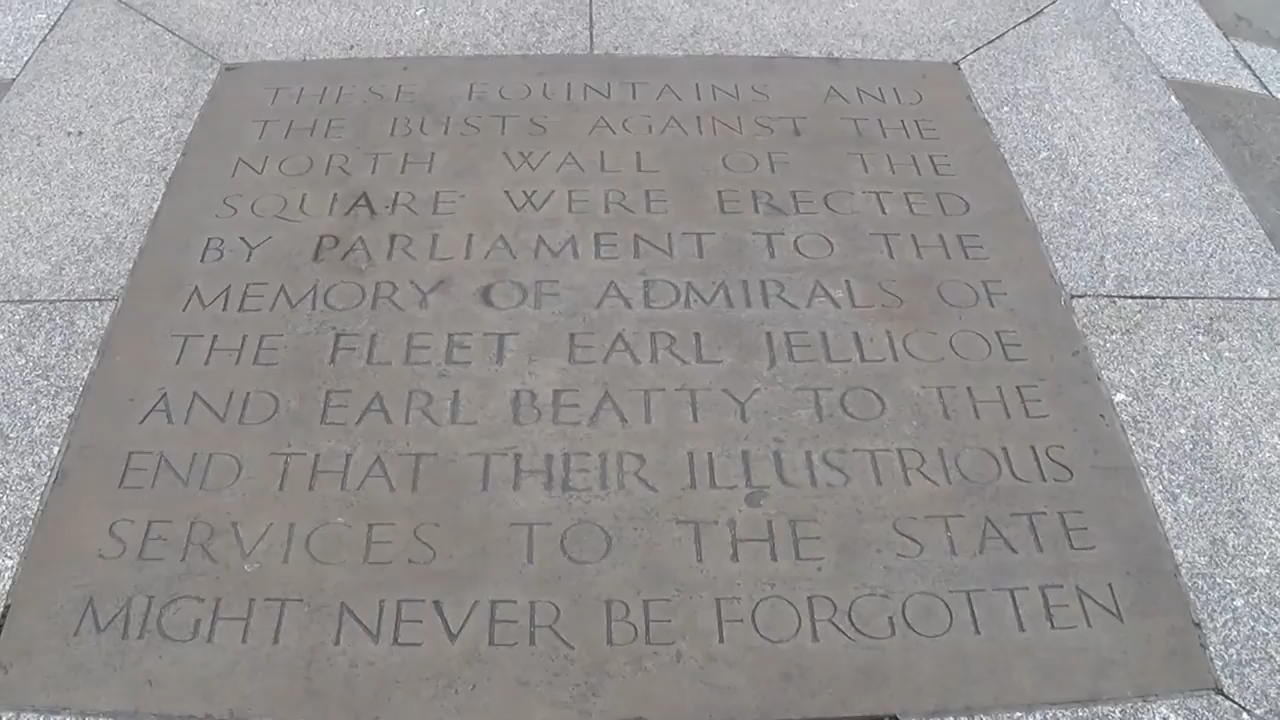 THESE FOUNTAINS AND
THE BUSTS AGAINST THE
NORTH WALL OF THE
SQUARE WERE ERECTED
BY PARLIAMENT TO THE
MEMORY OF ADMIRALS OF
THE FLEET EARL JELLICOE
AND EARL BEATTY TO THE
END THAT THEIR ILLUSTRIOUS
SERVICES TO THE STATE
MIGHT NEVER BE FORGOTTEN